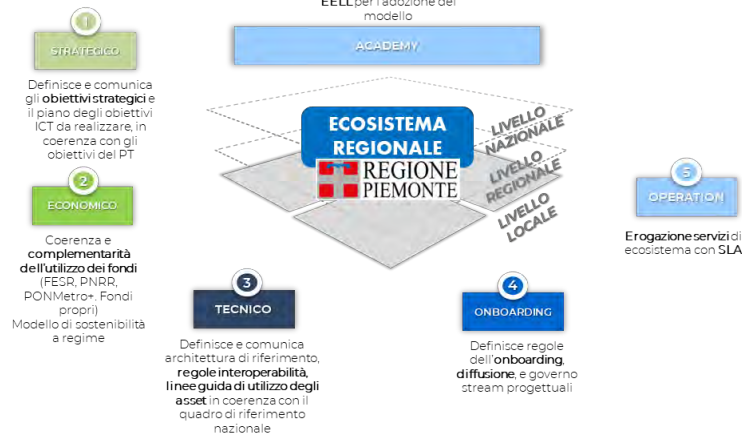 EELL per l'adozione del
modello
ACADEMY
1
STRATEGICO
Definisce e comunica
gli obiettivi strategici e
il piano degli obiettivi
ICT da realizzare, in
coerenza con gli
obiettivi del PT
ECOSISTEMA
REGIONALE
REGIONE
PIEMONTE
LIVELLO
NAZIONALE
LIVELLO
REGIONALE
LIVELLO
LOCALE
2
ECONOMICO
Coerenza e
complementarità
dell'utilizzo dei fondi
(FESR, PNRR,
PONMetro+. Fondi
propri)
Modello di sostenibilità
a regime
3
TECNICO
Definisce e comunica
architettura di riferimento,
regole interoperabilità,
linee guida di utilizzo degli
asset in coerenza con il
quadro di riferimento
nazionale
4
ONBOARDING
Definisce regole
dell'onboarding,
diffusione, e governo
stream progettuali
5
OPERATION
Erogazione servizi di
ecosistema con SLA